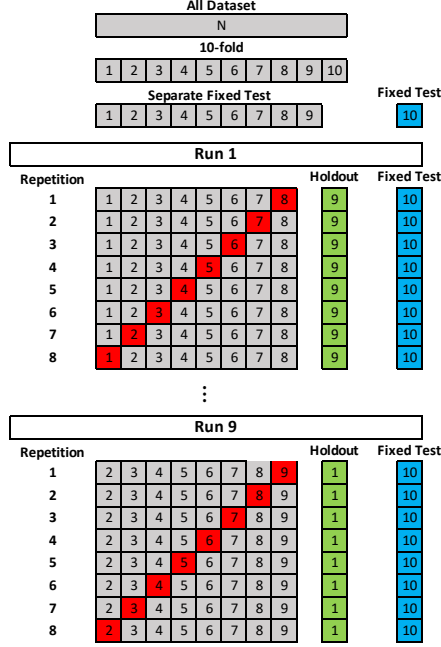 All Dataset
N
10-fold
1 2 3 4 5 6 7 8 9 10
Separate Fixed Test Fixed Test
1 2 3 4 5 6 7 8 9 10
Run 1
Repetition Holdout Fixed Test
1 1 2 3 4 5 6 7 8 9 10
2 1 2 3 4 5 6 7 8 9 10
3 1 2 3 4 5 6 7 8 9 10
4 1 2 3 4 5 6 7 8 9 10
5 1 2 3 4 5 6 7 8 9 10
6 1 2 3 4 5 6 7 8 9 10
7 1 2 3 4 5 6 7 8 9 10
8 1 2 3 4 5 6 7 8 9 10
⋮
Run 9
Repetition Holdout Fixed Test
1 2 3 4 5 6 7 8 9 1 10
2 2 3 4 5 6 7 8 9 1 10
3 2 3 4 5 6 7 8 9 1 10
4 2 3 4 5 6 7 8 9 1 10
5 2 3 4 5 6 7 8 9 1 10
6 2 3 4 5 6 7 8 9 1 10
7 2 3 4 5 6 7 8 9 1 10
8 2 3 4 5 6 7 8 9 1 10